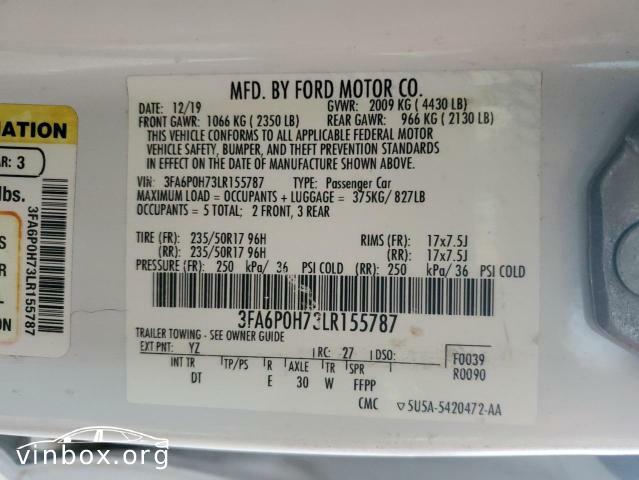 MFD. BY FORD MOTOR CO.
DATE: 12/19 GVWR: 2009 KG (4430 LB)
FRONT GAWR: 1066 KG (2350 LB) REAR GAWR: 966 KG (2130 LB)
THIS VEHICLE CONFORMS TO ALL APPLICABLE FEDERAL MOTOR
VEHICLE SAFETY, BUMPER, AND THEFT PREVENTION STANDARDS
IN EFFECT ON THE DATE OF MANUFACTURE SHOWN ABOVE.
VIN: 3FA6P0H73LR155787 TYPE: Passenger Car
MAXIMUM LOAD = OCCUPANTS + LUGGAGE = 375KG/ 827LB
OCCUPANTS = 5 TOTAL; 2 FRONT, 3 REAR
TIRE (FR): 235/50R17 96H RIMS (FR): 17x7.5J
(RR): 235/50R17 96H (RR): 17x7.5J
PRESSURE (FR): 250 kPa/ 36 PSI COLD (RR): 250 kPa/ 36 PSI COLD
3FA6P0H73LR155787
TRAILER TOWING - SEE OWNER GUIDE
EXT PNT: YZ RC: 27 DSO: F0039
INT TR TP/PS R AXLE TR SPR R0090
DT E 30 W FFPP
CMC ▽5U5A-5420472-AA
MATION
AR: 3
lbs.
S
ER
L
ION
3FA6P0H73LR155787
vinbox.org